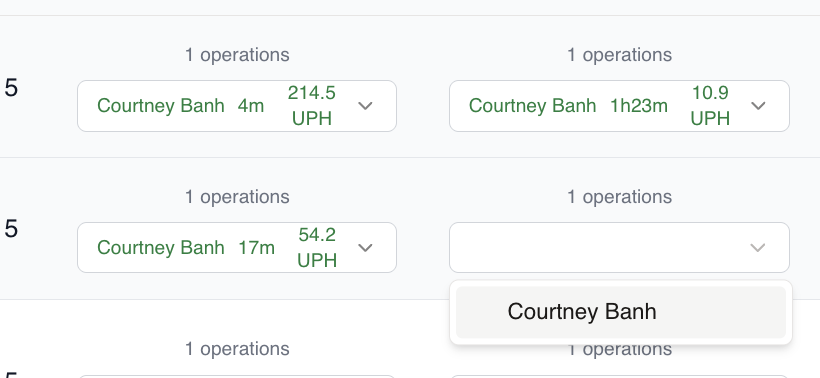 1 operations 1 operations
5 Courtney Banh 4m 214.5 UPH Courtney Banh 1h23m 10.9 UPH
1 operations 1 operations
5 Courtney Banh 17m 54.2 UPH
Courtney Banh
1 operations 1 operations